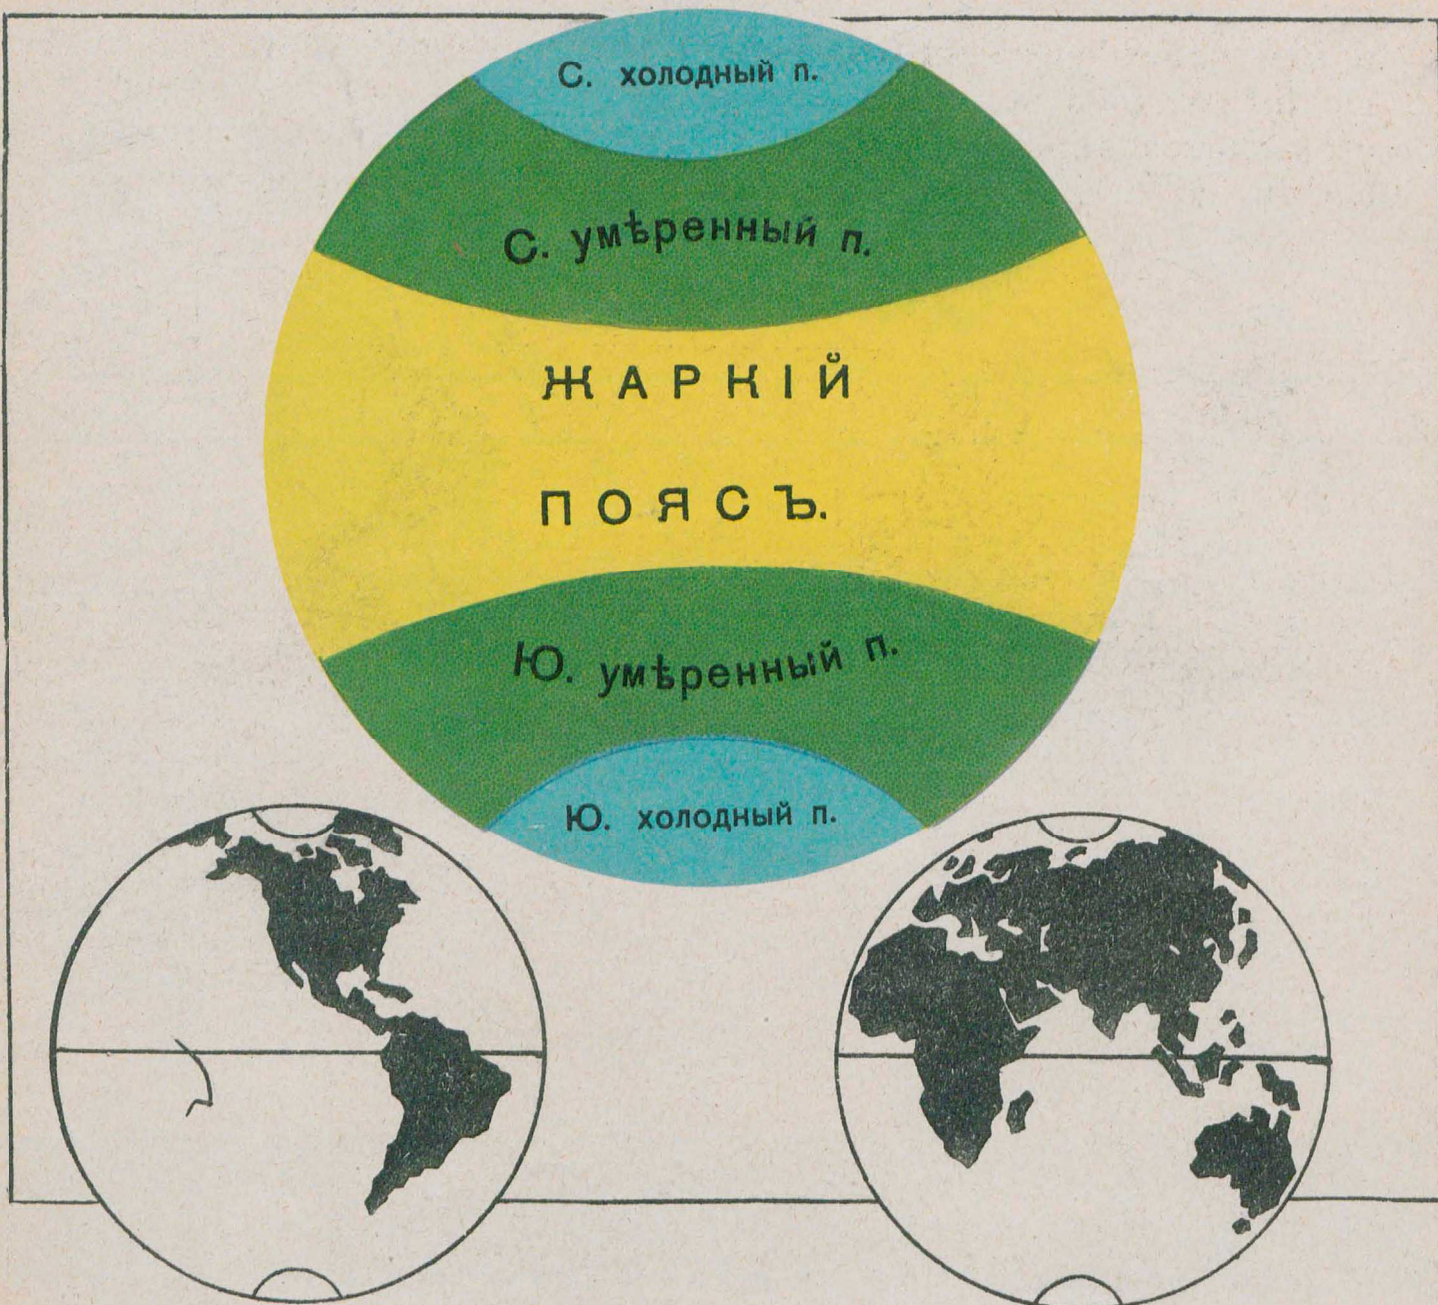 С. холодный п.
С. умѣренный п.
ЖАРКІЙ
ПОЯСЪ.
Ю. умѣренный п.
Ю. холодный п.